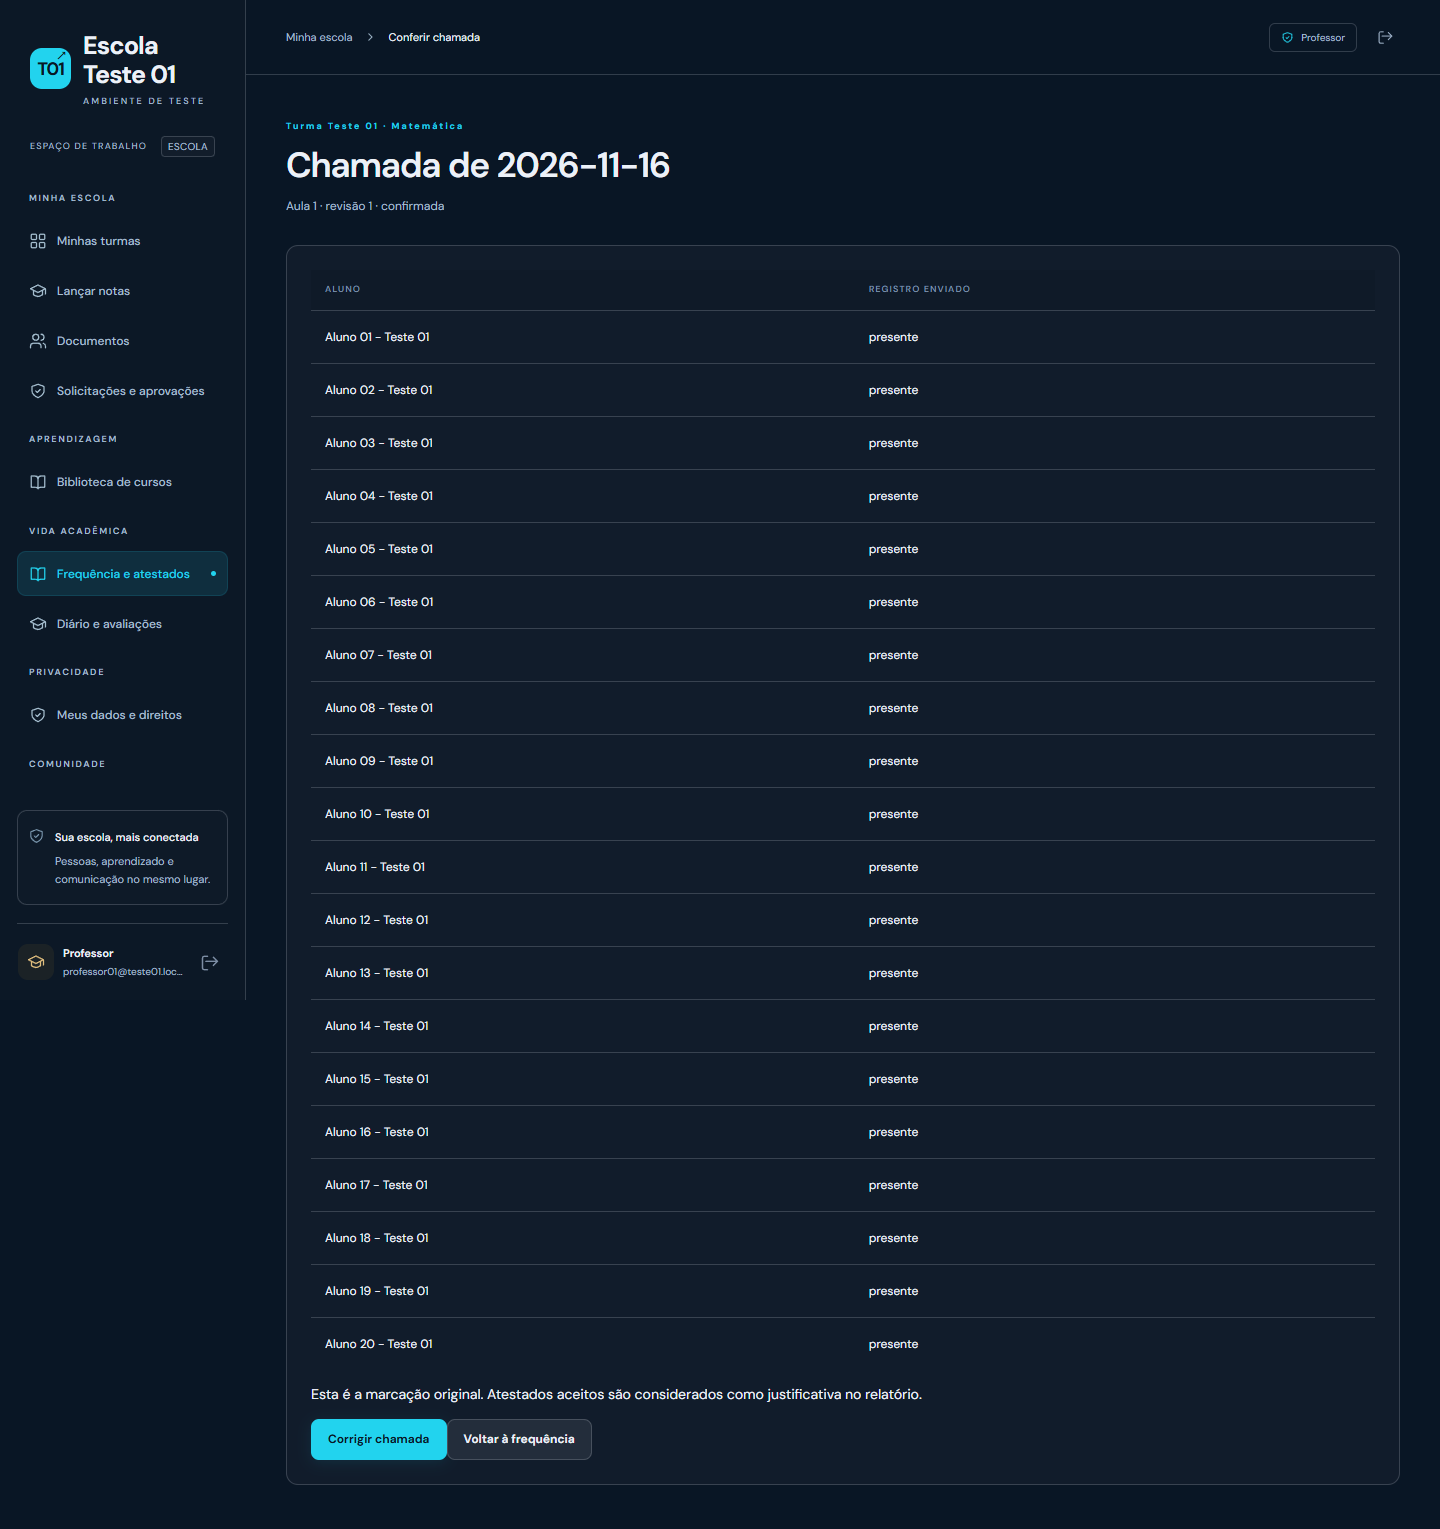 T01
Escola
Teste 01
AMBIENTE DE TESTE
ESPAÇO DE TRABALHO
ESCOLA
MINHA ESCOLA
Minhas turmas
Lançar notas
Documentos
Solicitações e aprovações
APRENDIZAGEM
Biblioteca de cursos
VIDA ACADÊMICA
Frequência e atestados
Diário e avaliações
PRIVACIDADE
Meus dados e direitos
COMUNIDADE
Sua escola, mais conectada
Pessoas, aprendizado e
comunicação no mesmo lugar.
Professor
professor01@teste01.loc...
Minha escola > Conferir chamada
Professor
Turma Teste 01 · Matemática
Chamada de 2026-11-16
Aula 1 · revisão 1 · confirmada
ALUNO REGISTRO ENVIADO
Aluno 01 - Teste 01 presente
Aluno 02 - Teste 01 presente
Aluno 03 - Teste 01 presente
Aluno 04 - Teste 01 presente
Aluno 05 - Teste 01 presente
Aluno 06 - Teste 01 presente
Aluno 07 - Teste 01 presente
Aluno 08 - Teste 01 presente
Aluno 09 - Teste 01 presente
Aluno 10 - Teste 01 presente
Aluno 11 - Teste 01 presente
Aluno 12 - Teste 01 presente
Aluno 13 - Teste 01 presente
Aluno 14 - Teste 01 presente
Aluno 15 - Teste 01 presente
Aluno 16 - Teste 01 presente
Aluno 17 - Teste 01 presente
Aluno 18 - Teste 01 presente
Aluno 19 - Teste 01 presente
Aluno 20 - Teste 01 presente
Esta é a marcação original. Atestados aceitos são considerados como justificativa no relatório.
Corrigir chamada
Voltar à frequência